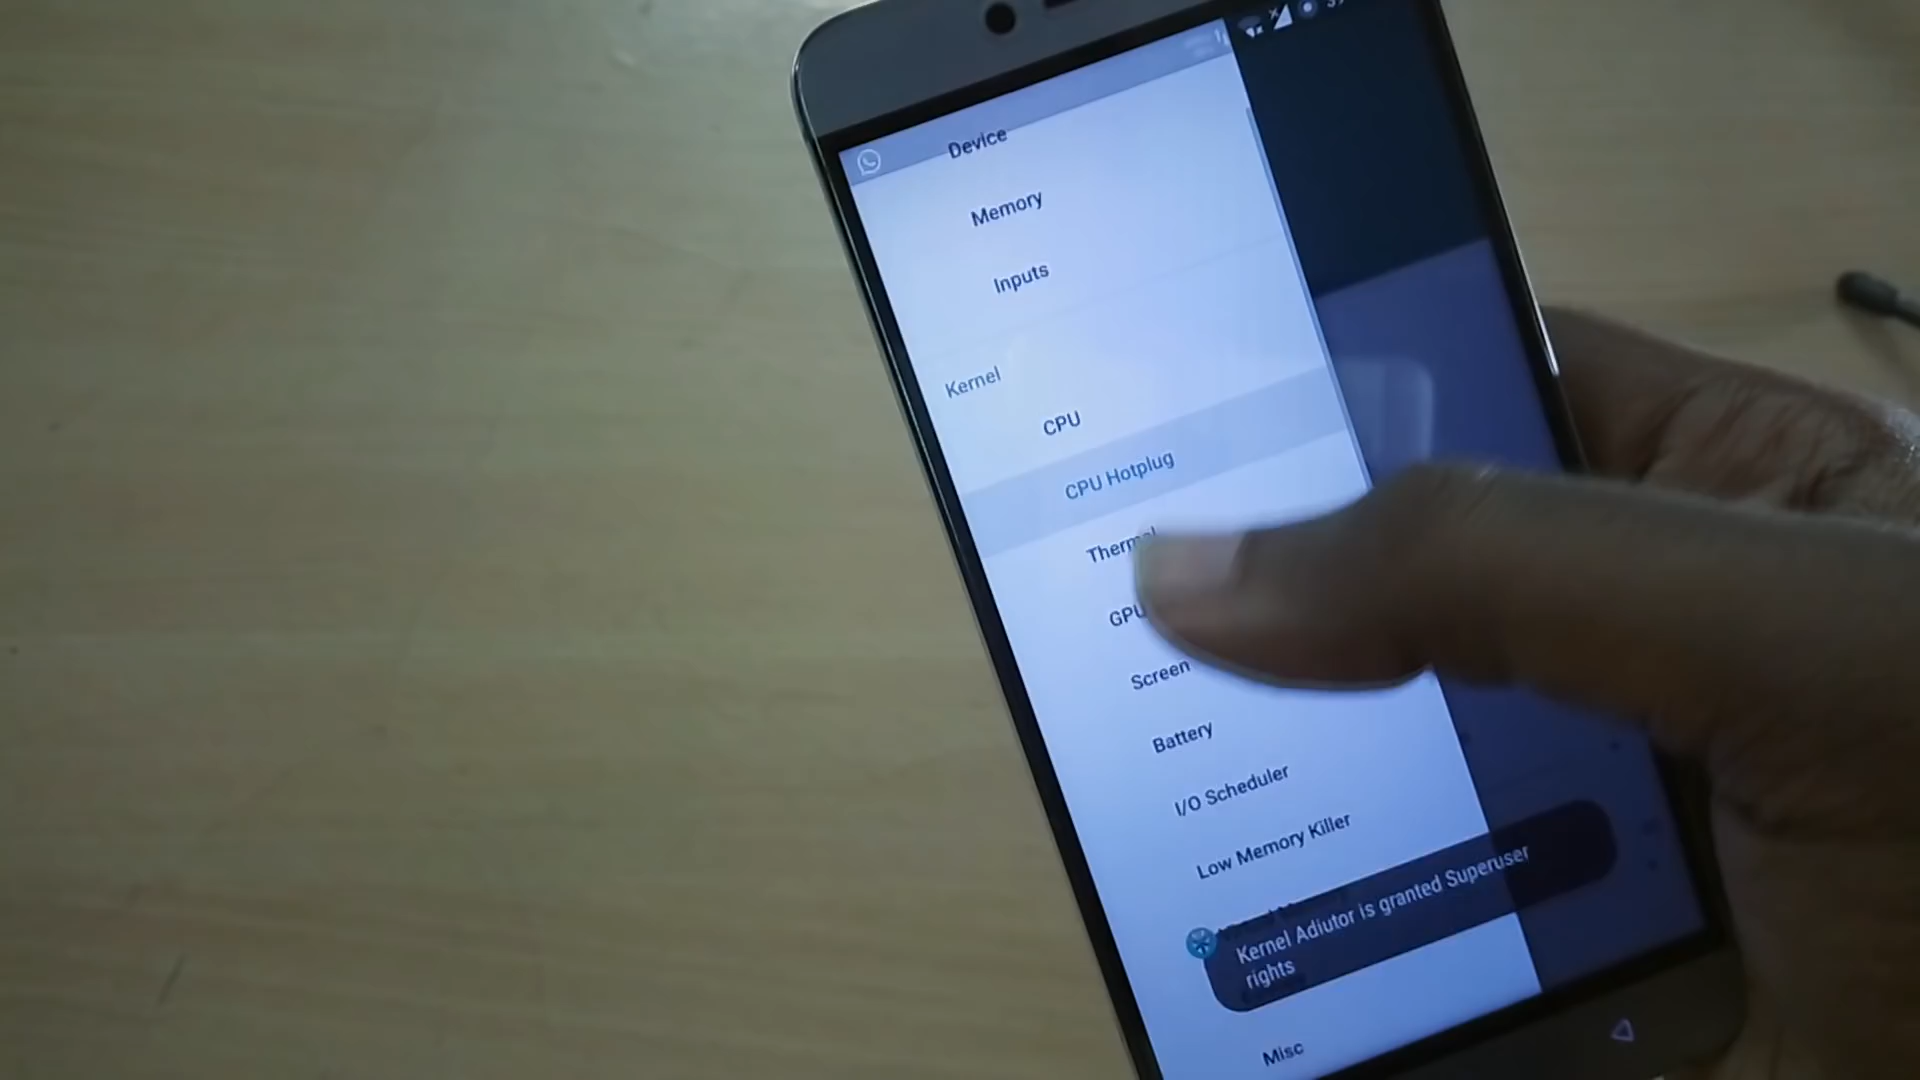 Device
Memory
Inputs
Kernel
CPU
CPU Hotplug
Thermal
GPU
Screen
Battery
I/O Scheduler
Low Memory Killer
Kernel Adiutor is granted Superuser
rights
Misc